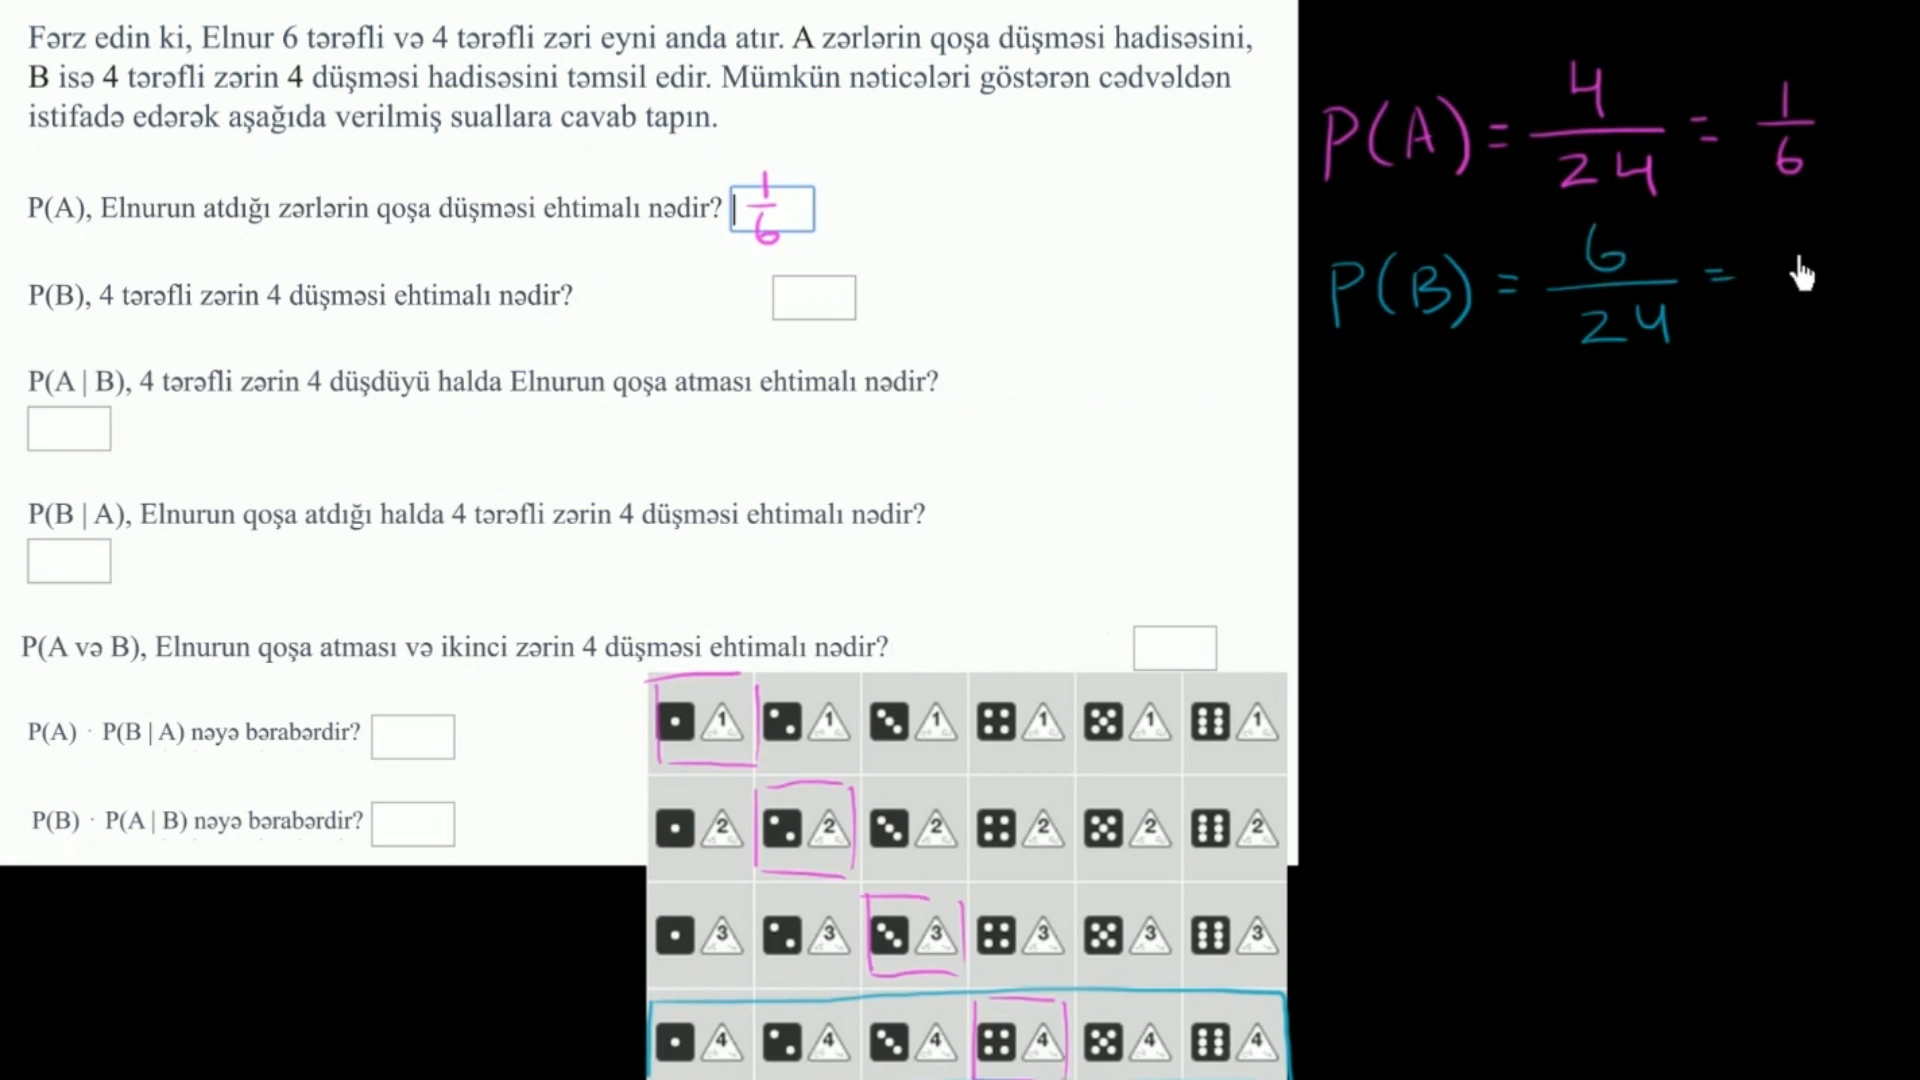 Fərz edin ki, Elnur 6 tərəfli və 4 tərəfli zəri eyni anda atır. A zərlərin qoşa düşməsi hadisəsini,
B isə 4 tərəfli zərin 4 düşməsi hadisəsini təmsil edir. Mümkün nəticələri göstərən cədvəldən
istifadə edərək aşağıda verilmiş suallara cavab tapın.
P(A), Elnurun atdığı zərlərin qoşa düşməsi ehtimalı nədir? 1/6
P(B), 4 tərəfli zərin 4 düşməsi ehtimalı nədir?
P(A | B), 4 tərəfli zərin 4 düşdüyü halda Elnurun qoşa atması ehtimalı nədir?
P(B | A), Elnurun qoşa atdığı halda 4 tərəfli zərin 4 düşməsi ehtimalı nədir?
P(A və B), Elnurun qoşa atması və ikinci zərin 4 düşməsi ehtimalı nədir?
P(A) · P(B | A) nəyə bərabərdir?
P(B) · P(A | B) nəyə bərabərdir?
1 1 1 1 1 1
2 2 2 2 2 2
3 3 3 3 3 3
4 4 4 4 4 4
P(A) = 4/24 = 1/6
P(B) = 6/24 =